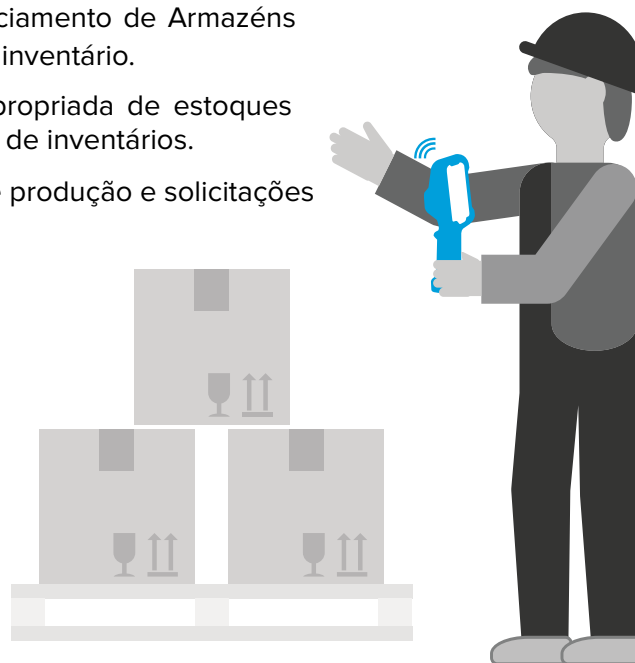 ciamento de Armazéns
inventário.
propriada de estoques
de inventários.
produção e solicitações